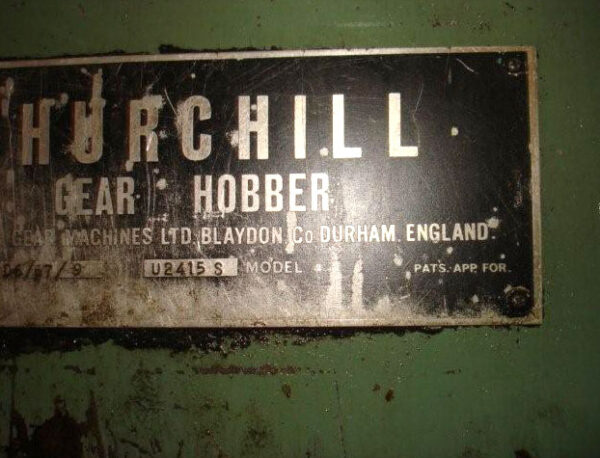 HURCHILL
GEAR HOBBER
GEAR MACHINES LTD. BLAYDON. Co DURHAM. ENGLAND.
U2415 S MODEL PATS. APP. FOR.